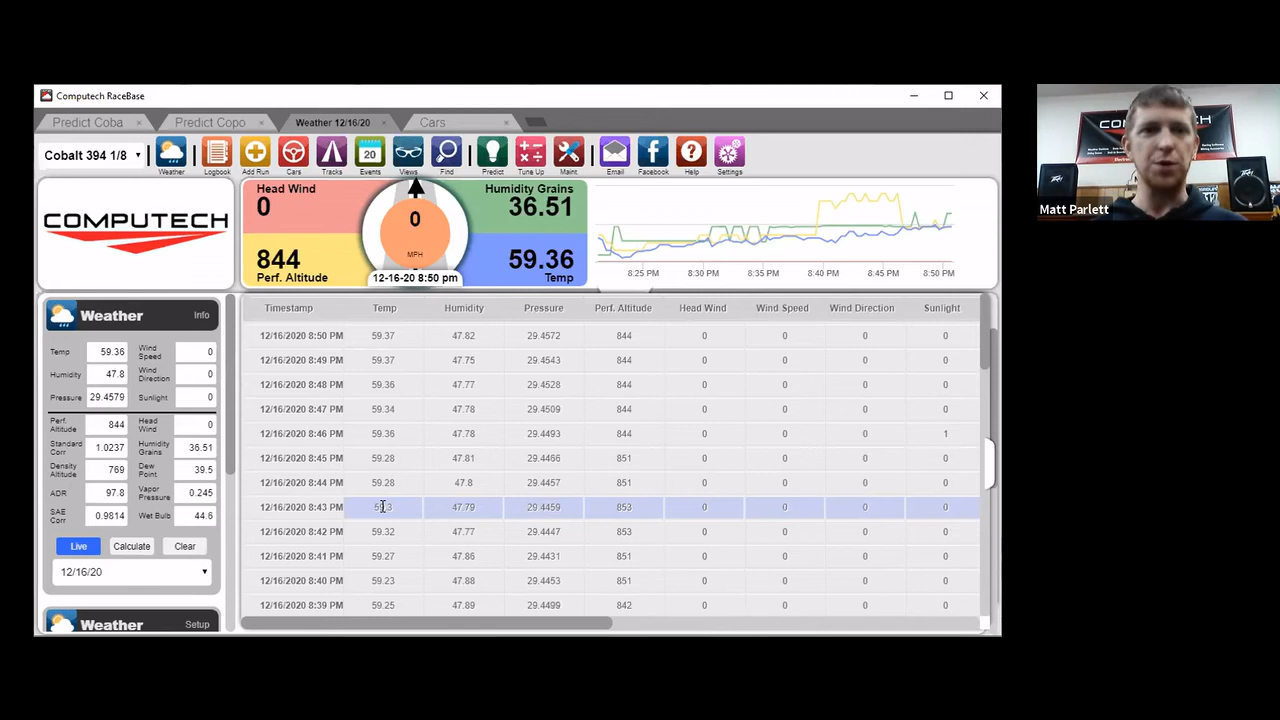 Computech RaceBase
Predict Coba × Predict Copo × Weather 12/16/20 × Cars ×
Cobalt 394 1/8
20
Weather Logbook Add Run Cars Tracks Events Views Find Predict Tune Up Maint Email Facebook Help Settings
COMPUTECH
Head Wind
0
Humidity Grains
36.51
0
MPH
844
Perf. Altitude
59.36
Temp
12-16-20 8:50 pm
8:25 PM 8:30 PM 8:35 PM 8:40 PM 8:45 PM 8:50 PM
COMPUTECH
PEAVEY
Matt Parlett
Weather Info
Temp 59.36 Wind Speed 0
Humidity 47.8 Wind Direction 0
Pressure 29.4579 Sunlight 0
Perf. Altitude 844 Head Wind 0
Standard Corr 1.0237 Humidity Grains 36.51
Density Altitude 769 Dew Point 39.5
ADR 97.8 Vapor Pressure 0.245
SAE Corr 0.9814 Wet Bulb 44.6
Live Calculate Clear
12/16/20
Weather Setup
Timestamp Temp Humidity Pressure Perf. Altitude Head Wind Wind Speed Wind Direction Sunlight
12/16/2020 8:50 PM 59.37 47.82 29.4572 844 0 0 0 0
12/16/2020 8:49 PM 59.37 47.75 29.4543 844 0 0 0 0
12/16/2020 8:48 PM 59.36 47.77 29.4528 844 0 0 0 0
12/16/2020 8:47 PM 59.34 47.78 29.4509 844 0 0 0 0
12/16/2020 8:46 PM 59.36 47.78 29.4493 844 0 0 0 1
12/16/2020 8:45 PM 59.28 47.81 29.4466 851 0 0 0 0
12/16/2020 8:44 PM 59.28 47.8 29.4457 851 0 0 0 0
12/16/2020 8:43 PM 59.3 47.79 29.4459 853 0 0 0 0
12/16/2020 8:42 PM 59.32 47.77 29.4447 853 0 0 0 0
12/16/2020 8:41 PM 59.27 47.86 29.4431 851 0 0 0 0
12/16/2020 8:40 PM 59.23 47.88 29.4453 851 0 0 0 0
12/16/2020 8:39 PM 59.25 47.89 29.4499 842 0 0 0 0